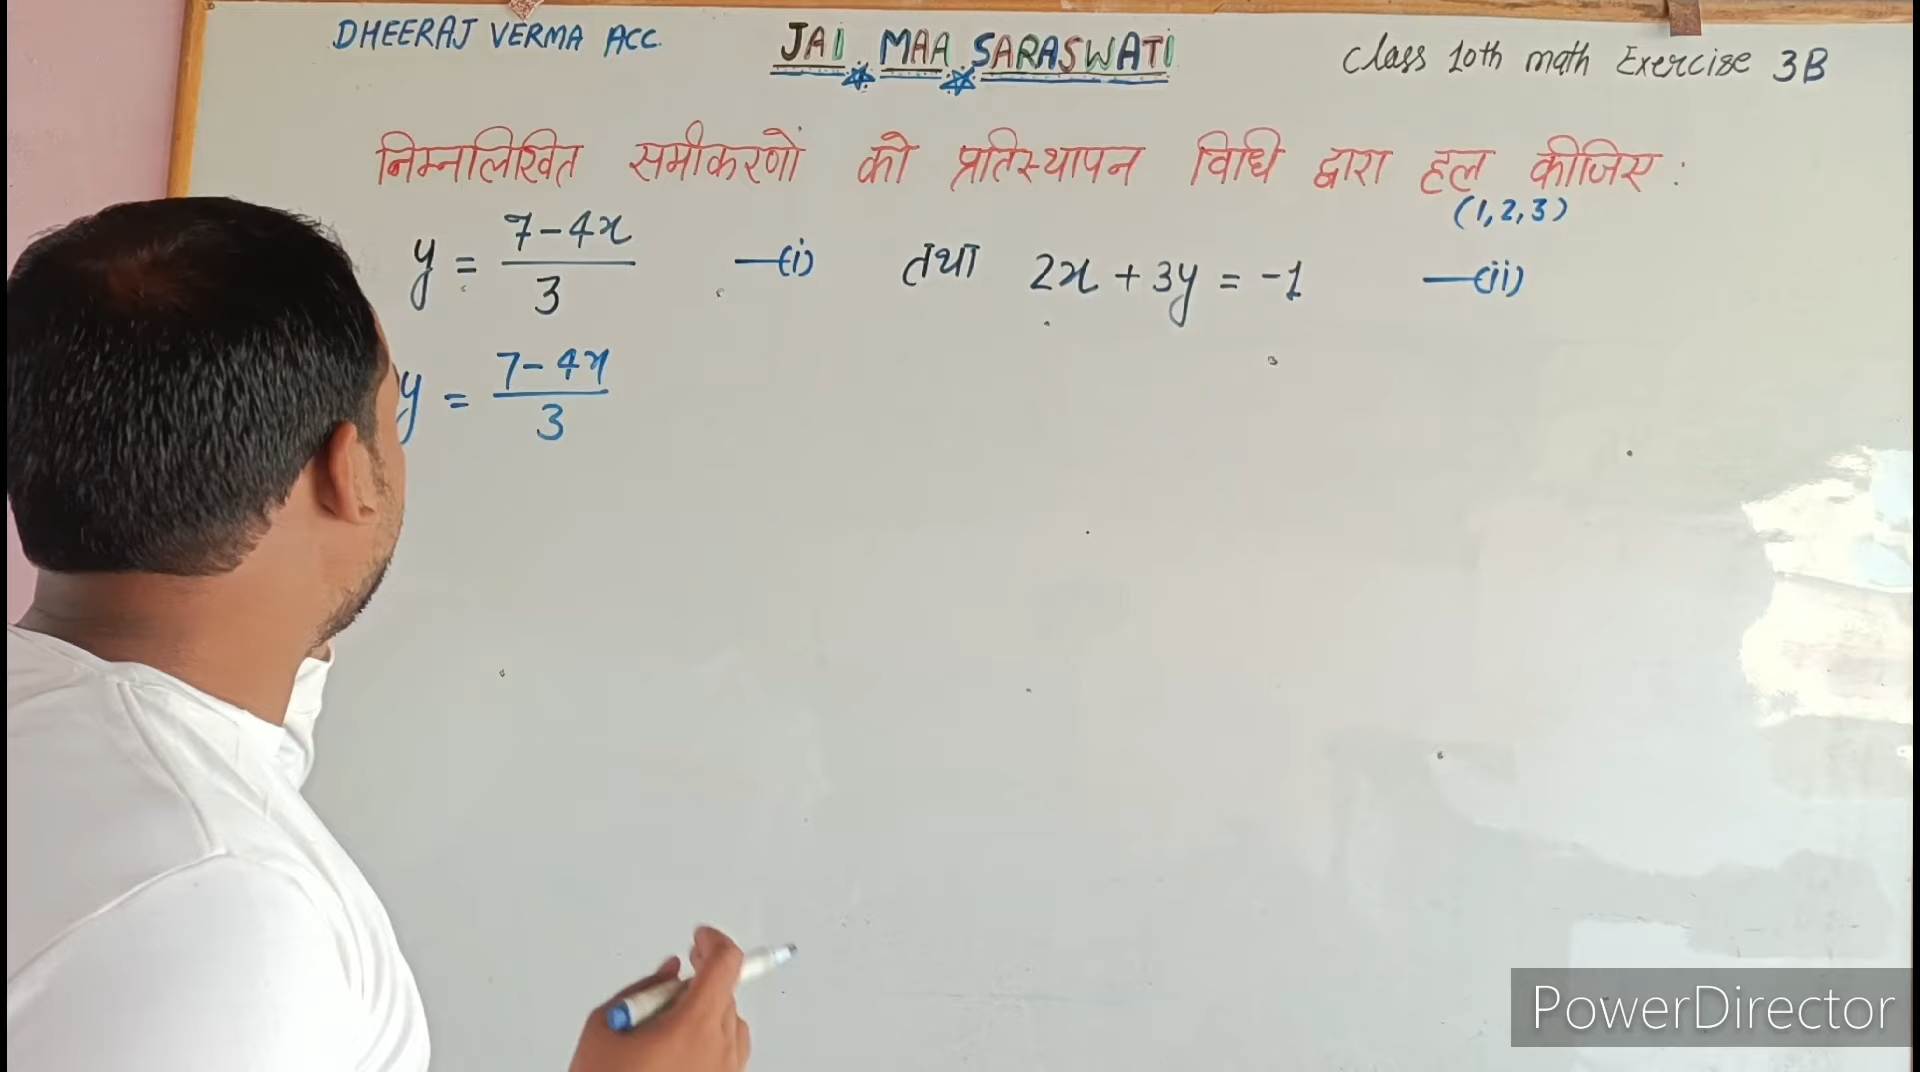 DHEERAJ VERMA ACC.
JAI MAA SARASWATI
Class 10th math Exercise 3B
निम्नलिखित समीकरणों को प्रतिस्थापन विधि द्वारा हल कीजिए :
(1,2,3)
y = 7-4x / 3 —(i) तथा 2x + 3y = -1 —(ii)
y = 7-4x / 3
PowerDirector